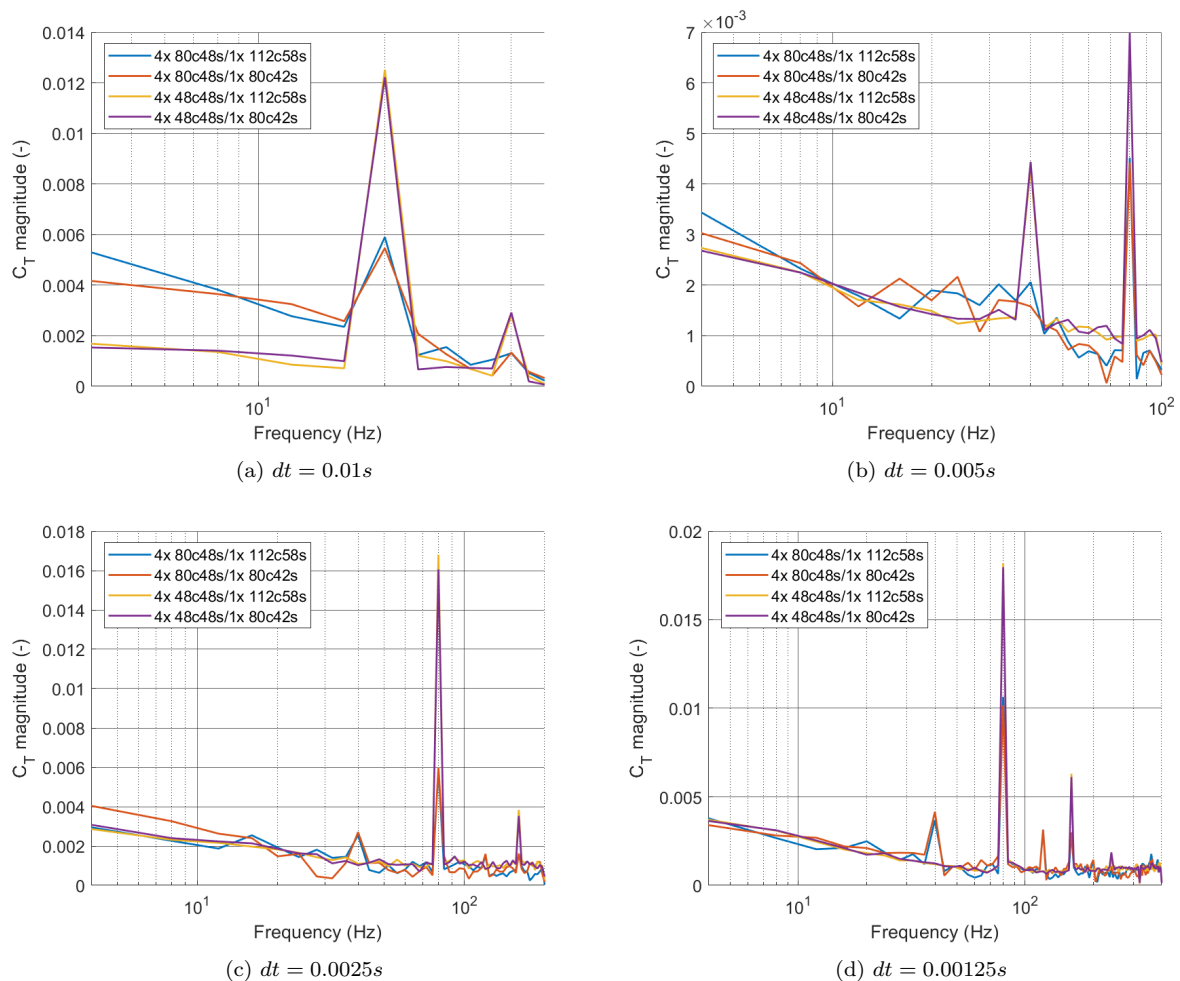 0.014
0.012
0.01
0.008
0.006
0.004
0.002
0
C_T magnitude (-)
4x 80c48s/1x 112c58s
4x 80c48s/1x 80c42s
4x 48c48s/1x 112c58s
4x 48c48s/1x 80c42s
10^1
Frequency (Hz)
(a) dt = 0.01s
×10^-3
7
6
5
4
3
2
1
0
C_T magnitude (-)
4x 80c48s/1x 112c58s
4x 80c48s/1x 80c42s
4x 48c48s/1x 112c58s
4x 48c48s/1x 80c42s
10^1 10^2
Frequency (Hz)
(b) dt = 0.005s
0.018
0.016
0.014
0.012
0.01
0.008
0.006
0.004
0.002
0
C_T magnitude (-)
4x 80c48s/1x 112c58s
4x 80c48s/1x 80c42s
4x 48c48s/1x 112c58s
4x 48c48s/1x 80c42s
10^1 10^2
Frequency (Hz)
(c) dt = 0.0025s
0.02
0.015
0.01
0.005
0
C_T magnitude (-)
4x 80c48s/1x 112c58s
4x 80c48s/1x 80c42s
4x 48c48s/1x 112c58s
4x 48c48s/1x 80c42s
10^1 10^2
Frequency (Hz)
(d) dt = 0.00125s